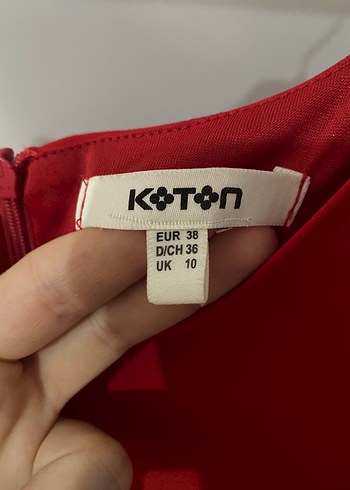 KOTON
EUR 38
D/CH 36
UK 10